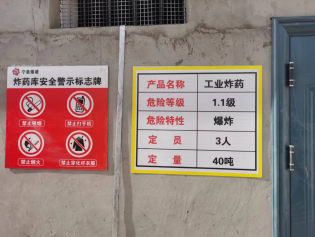 炸药库安全警示标志牌
禁止吸烟
禁止打手机
禁止烟火
禁止穿化纤衣服
产品名称 工业炸药
危险等级 1.1级
危险特性 爆炸
定员 3人
定量 40吨